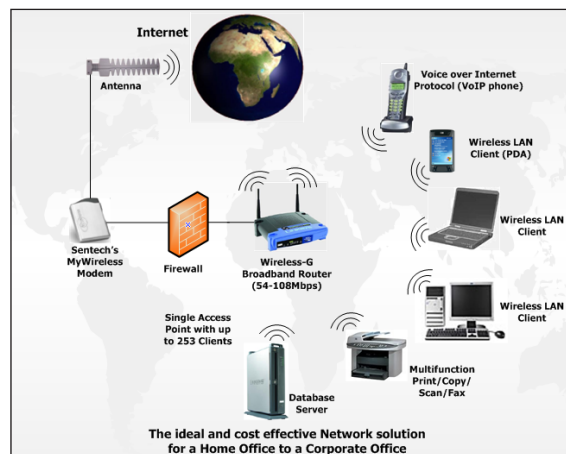 Internet
Antenna
Voice over Internet
Protocol (VoIP phone)
Wireless LAN
Client (PDA)
Wireless LAN
Client
Sentech's
MyWireless
Modem
Firewall
Wireless-G
Broadband Router
(54-108Mbps)
Wireless LAN
Client
Single Access
Point with up
to 253 Clients
Multifunction
Print/Copy/
Scan/Fax
Database
Server
The ideal and cost effective Network solution
for a Home Office to a Corporate Office